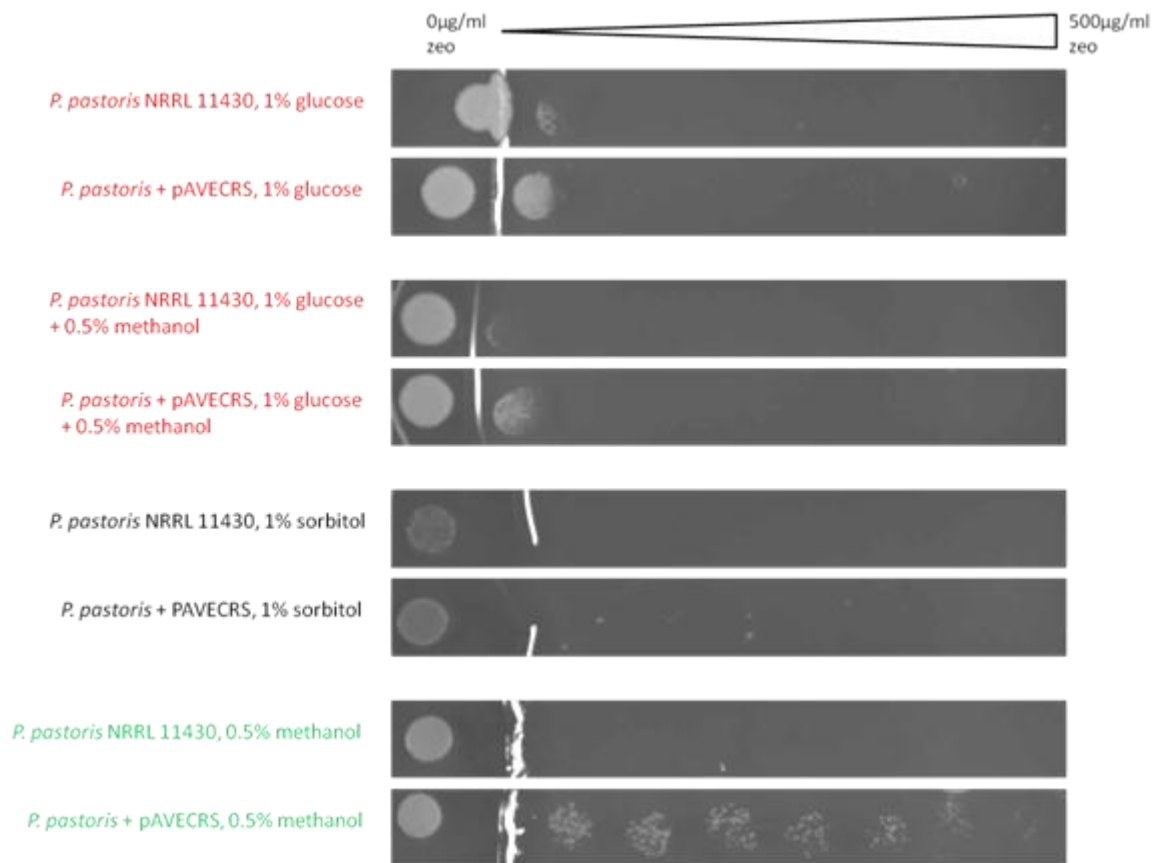 0µg/ml
zeo
500µg/ml
zeo
P. pastoris NRRL 11430, 1% glucose
P. pastoris + pAVECRS, 1% glucose
P. pastoris NRRL 11430, 1% glucose
+ 0.5% methanol
P. pastoris + pAVECRS, 1% glucose
+ 0.5% methanol
P. pastoris NRRL 11430, 1% sorbitol
P. pastoris + PAVECRS, 1% sorbitol
P. pastoris NRRL 11430, 0.5% methanol
P. pastoris + pAVECRS, 0.5% methanol